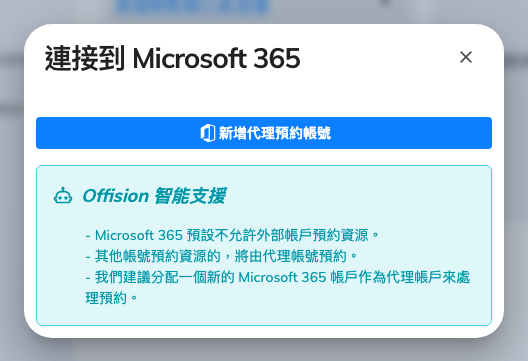 連接到 Microsoft 365
新增代理預約帳號
Offision 智能支援
- Microsoft 365 預設不允許外部帳戶預約資源。
- 其他帳號預約資源的，將由代理帳號預約。
- 我們建議分配一個新的 Microsoft 365 帳戶作為代理帳戶來處
理預約。